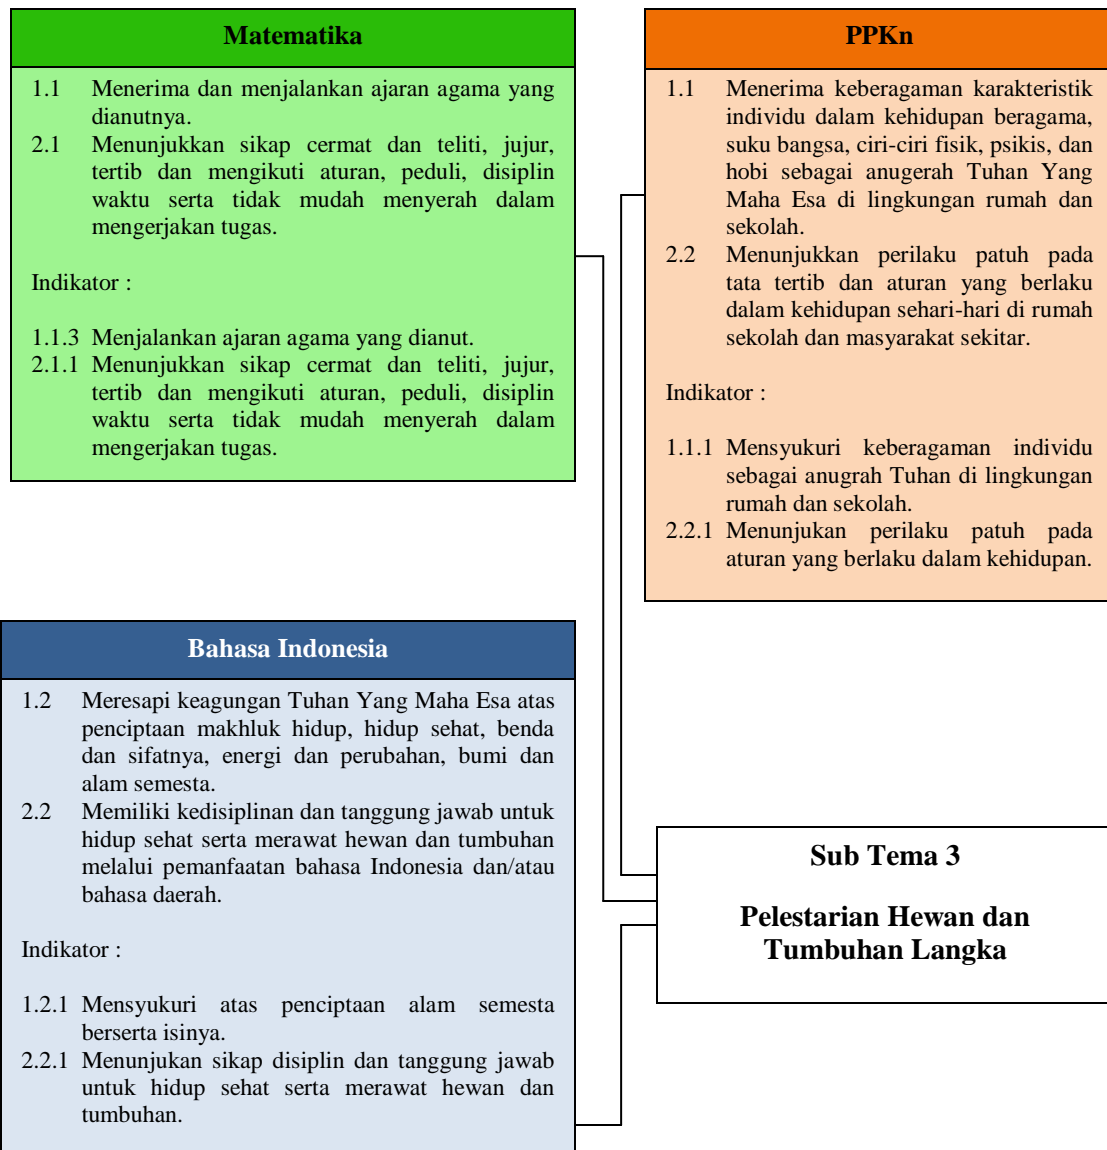 Matematika
1.1 Menerima dan menjalankan ajaran agama yang
dianutnya.
2.1 Menunjukkan sikap cermat dan teliti, jujur,
tertib dan mengikuti aturan, peduli, disiplin
waktu serta tidak mudah menyerah dalam
mengerjakan tugas.
Indikator :
1.1.3 Menjalankan ajaran agama yang dianut.
2.1.1 Menunjukkan sikap cermat dan teliti, jujur,
tertib dan mengikuti aturan, peduli, disiplin
waktu serta tidak mudah menyerah dalam
mengerjakan tugas.
PPKn
1.1 Menerima keberagaman karakteristik
individu dalam kehidupan beragama,
suku bangsa, ciri-ciri fisik, psikis, dan
hobi sebagai anugerah Tuhan Yang
Maha Esa di lingkungan rumah dan
sekolah.
2.2 Menunjukkan perilaku patuh pada
tata tertib dan aturan yang berlaku
dalam kehidupan sehari-hari di rumah
sekolah dan masyarakat sekitar.
Indikator :
1.1.1 Mensyukuri keberagaman individu
sebagai anugrah Tuhan di lingkungan
rumah dan sekolah.
2.2.1 Menunjukan perilaku patuh pada
aturan yang berlaku dalam kehidupan.
Bahasa Indonesia
1.2 Meresapi keagungan Tuhan Yang Maha Esa atas
penciptaan makhluk hidup, hidup sehat, benda
dan sifatnya, energi dan perubahan, bumi dan
alam semesta.
2.2 Memiliki kedisiplinan dan tanggung jawab untuk
hidup sehat serta merawat hewan dan tumbuhan
melalui pemanfaatan bahasa Indonesia dan/atau
bahasa daerah.
Indikator :
1.2.1 Mensyukuri atas penciptaan alam semesta
berserta isinya.
2.2.1 Menunjukan sikap disiplin dan tanggung jawab
untuk hidup sehat serta merawat hewan dan
tumbuhan.
Sub Tema 3
Pelestarian Hewan dan
Tumbuhan Langka